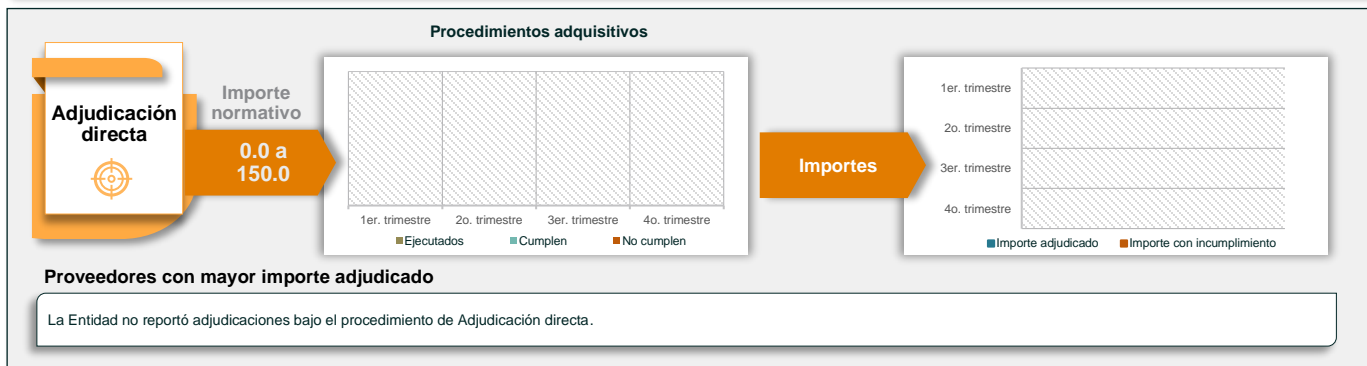 Procedimientos adquisitivos
Adjudicación
directa
Importe
normativo
0.0 a
150.0
1er. trimestre 2o. trimestre 3er. trimestre 4o. trimestre
Ejecutados Cumplen No cumplen
Importes
1er. trimestre
2o. trimestre
3er. trimestre
4o. trimestre
Importe adjudicado Importe con incumplimiento
Proveedores con mayor importe adjudicado
La Entidad no reportó adjudicaciones bajo el procedimiento de Adjudicación directa.